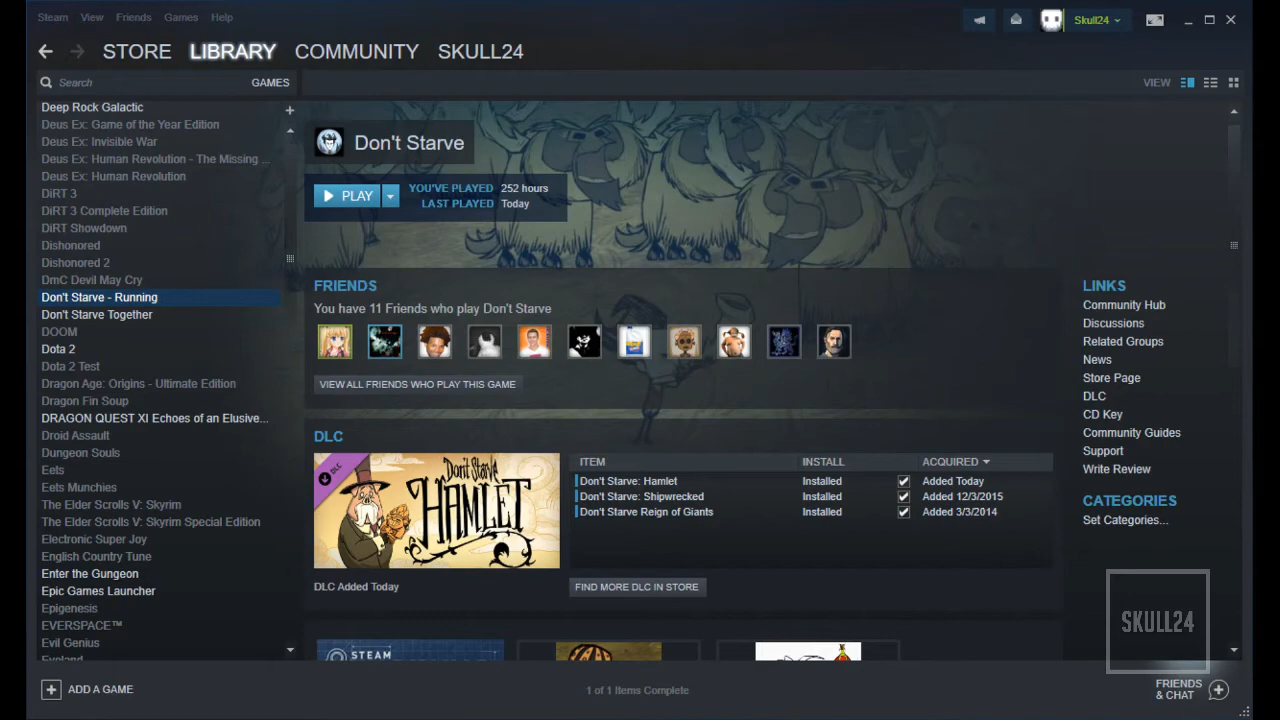 Steam View Friends Games Help
Skull24
STORE LIBRARY COMMUNITY SKULL24
Search GAMES
VIEW
Deep Rock Galactic
Deus Ex: Game of the Year Edition
Deus Ex: Invisible War
Deus Ex: Human Revolution - The Missing ...
Deus Ex: Human Revolution
DiRT 3
DiRT 3 Complete Edition
DiRT Showdown
Dishonored
Dishonored 2
DmC Devil May Cry
Don't Starve - Running
Don't Starve Together
DOOM
Dota 2
Dota 2 Test
Dragon Age: Origins - Ultimate Edition
Dragon Fin Soup
DRAGON QUEST XI Echoes of an Elusive...
Droid Assault
Dungeon Souls
Eets
Eets Munchies
The Elder Scrolls V: Skyrim
The Elder Scrolls V: Skyrim Special Edition
Electronic Super Joy
English Country Tune
Enter the Gungeon
Epic Games Launcher
Epigenesis
EVERSPACE™
Evil Genius
Don't Starve
PLAY
YOU'VE PLAYED 252 hours
LAST PLAYED Today
FRIENDS
You have 11 Friends who play Don't Starve
VIEW ALL FRIENDS WHO PLAY THIS GAME
DLC
DLC
Don't Starve
HAMLET
DLC Added Today
ITEM INSTALL ACQUIRED
Don't Starve: Hamlet Installed Added Today
Don't Starve: Shipwrecked Installed Added 12/3/2015
Don't Starve Reign of Giants Installed Added 3/3/2014
FIND MORE DLC IN STORE
STEAM
LINKS
Community Hub
Discussions
Related Groups
News
Store Page
DLC
CD Key
Community Guides
Support
Write Review
CATEGORIES
Set Categories...
SKULL24
ADD A GAME
1 of 1 Items Complete
FRIENDS
& CHAT